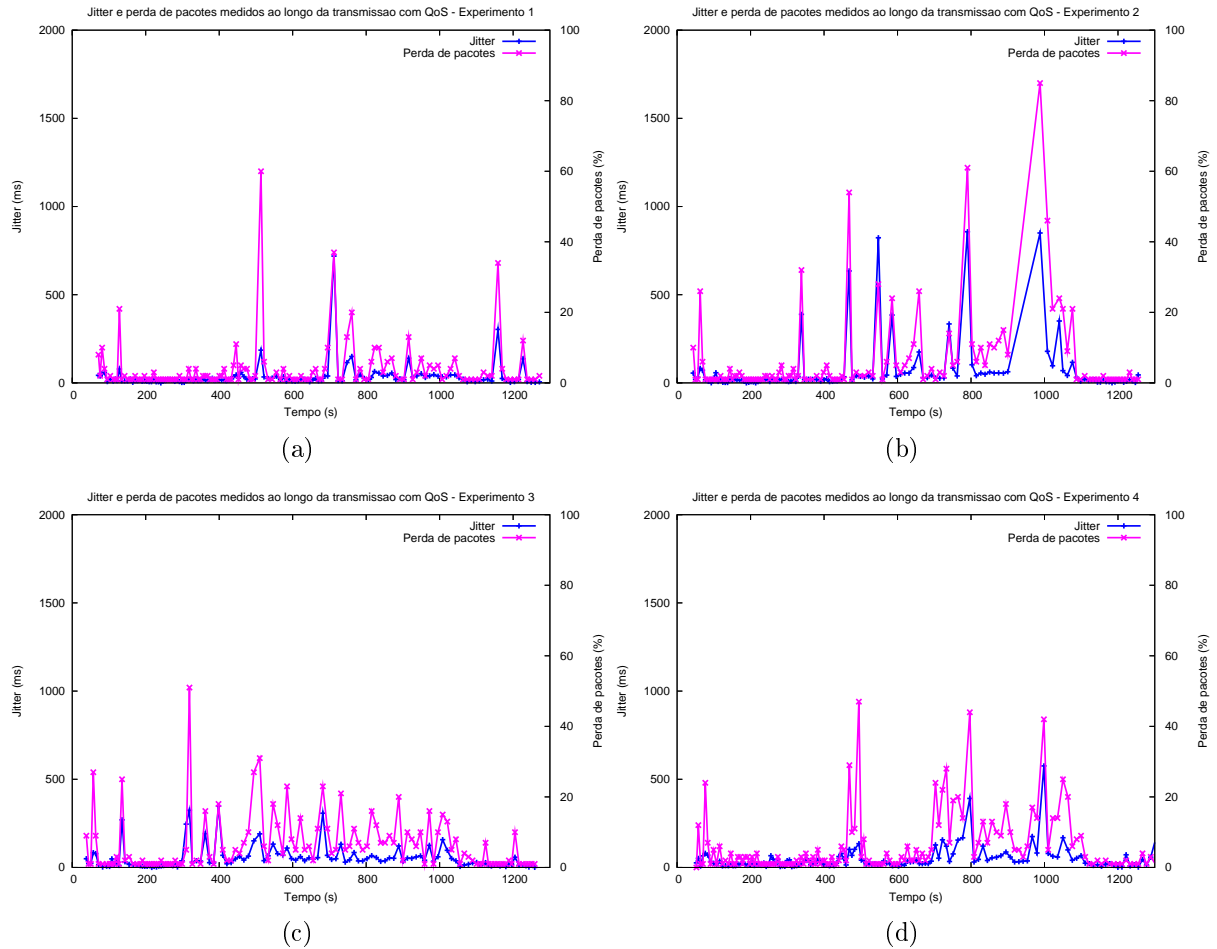 Jitter e perda de pacotes medidos ao longo da transmissao com QoS - Experimento 1
2000
1500
1000
500
0
0
200
400
600
800
1000
1200
100
80
60
40
20
0
Jitter (ms)
Perda de pacotes (%)
Tempo (s)
Jitter
Perda de pacotes
(a)
Jitter e perda de pacotes medidos ao longo da transmissao com QoS - Experimento 2
2000
1500
1000
500
0
0
200
400
600
800
1000
1200
100
80
60
40
20
0
Jitter (ms)
Perda de pacotes (%)
Tempo (s)
Jitter
Perda de pacotes
(b)
Jitter e perda de pacotes medidos ao longo da transmissao com QoS - Experimento 3
2000
1500
1000
500
0
0
200
400
600
800
1000
1200
100
80
60
40
20
0
Jitter (ms)
Perda de pacotes (%)
Tempo (s)
Jitter
Perda de pacotes
(c)
Jitter e perda de pacotes medidos ao longo da transmissao com QoS - Experimento 4
2000
1500
1000
500
0
0
200
400
600
800
1000
1200
100
80
60
40
20
0
Jitter (ms)
Perda de pacotes (%)
Tempo (s)
Jitter
Perda de pacotes
(d)